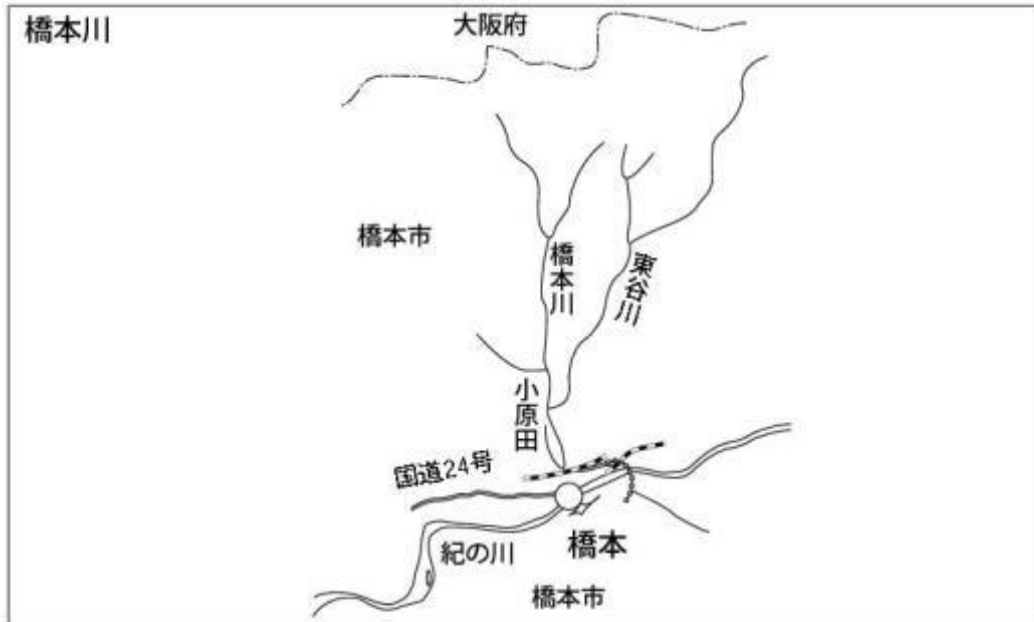 橋本川
大阪府
橋本市
橋本川
東谷川
小原田
国道24号
紀の川
橋本
橋本市